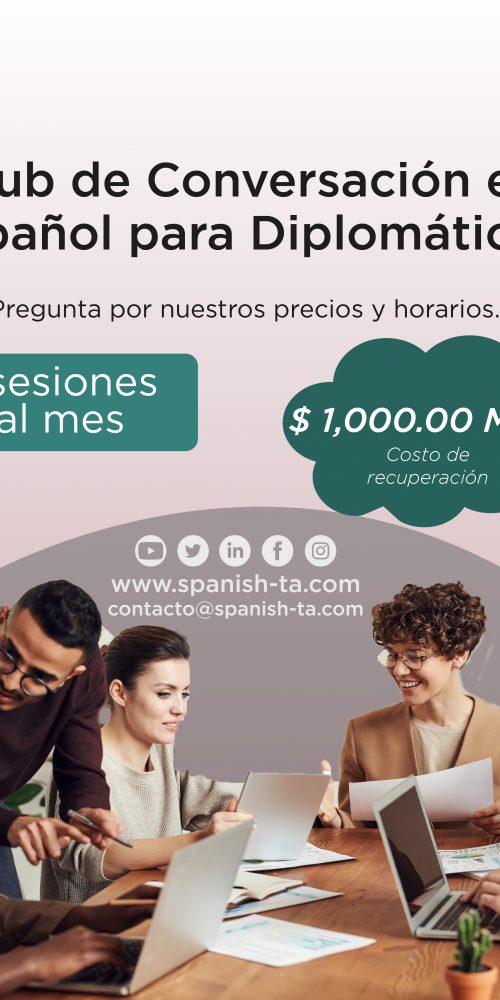 lub de Conversación e
pañol para Diplomátic
Pregunta por nuestros precios y horarios.
sesiones
al mes
$ 1,000.00 M
Costo de
recuperación
www.spanish-ta.com
contacto@spanish-ta.com